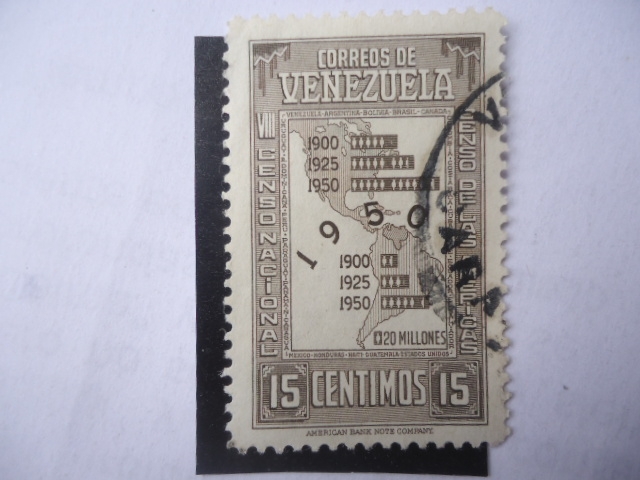 CORREOS DE
VENEZUELA
VENEZUELA-ARGENTINA-BOLIVIA-BRASIL-CANADA
VIII CENSO NACIONAL
CENSO DE LAS AMERICAS
1900
1925
1950
1950
1900
1925
1950
20 MILLONES
MEXICO-HONDURAS-HAITI-GUATEMALA-ESTADOS UNIDOS
15 CENTIMOS 15
AMERICAN BANK NOTE COMPANY.